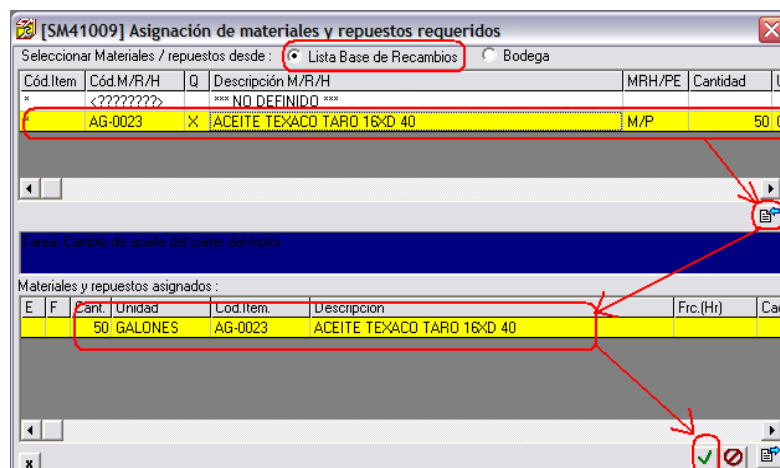 [SM41009] Asignación de materiales y repuestos requeridos
Seleccionar Materiales / repuestos desde : Lista Base de Recambios Bodega
Cód.Item Cód.M/R/H Q Descripción M/R/H MRH/PE Cantidad U
* <????????> *** NO DEFINIDO ***
* AG-0023 X ACEITE TEXACO TARO 16XD 40 M/P 50
Tarea: Cambio de aceite del carter del motor
Materiales y repuestos asignados :
E F Cant. Unidad Cod.Item. Descripcion Frc.(Hr) Cad
50 GALONES AG-0023 ACEITE TEXACO TARO 16XD 40
x